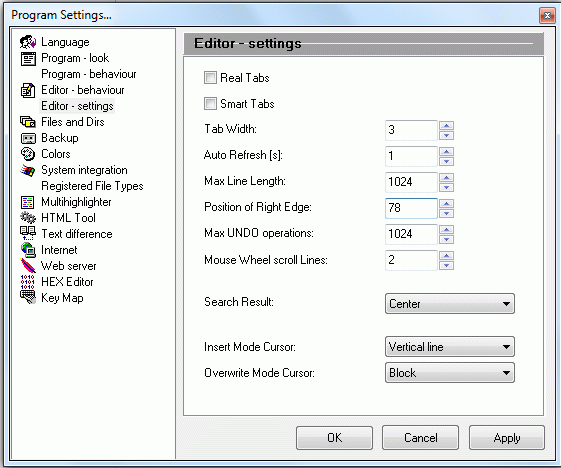 Program Settings...
Language
Program - look
Program - behaviour
Editor - behaviour
Editor - settings
Files and Dirs
Backup
Colors
System integration
Registered File Types
Multihighlighter
HTML Tool
Text difference
Internet
Web server
HEX Editor
Key Map
Editor - settings
Real Tabs
Smart Tabs
Tab Width: 3
Auto Refresh [s]: 1
Max Line Length: 1024
Position of Right Edge: 78
Max UNDO operations: 1024
Mouse Wheel scroll Lines: 2
Search Result: Center
Insert Mode Cursor: Vertical line
Overwrite Mode Cursor: Block
OK Cancel Apply